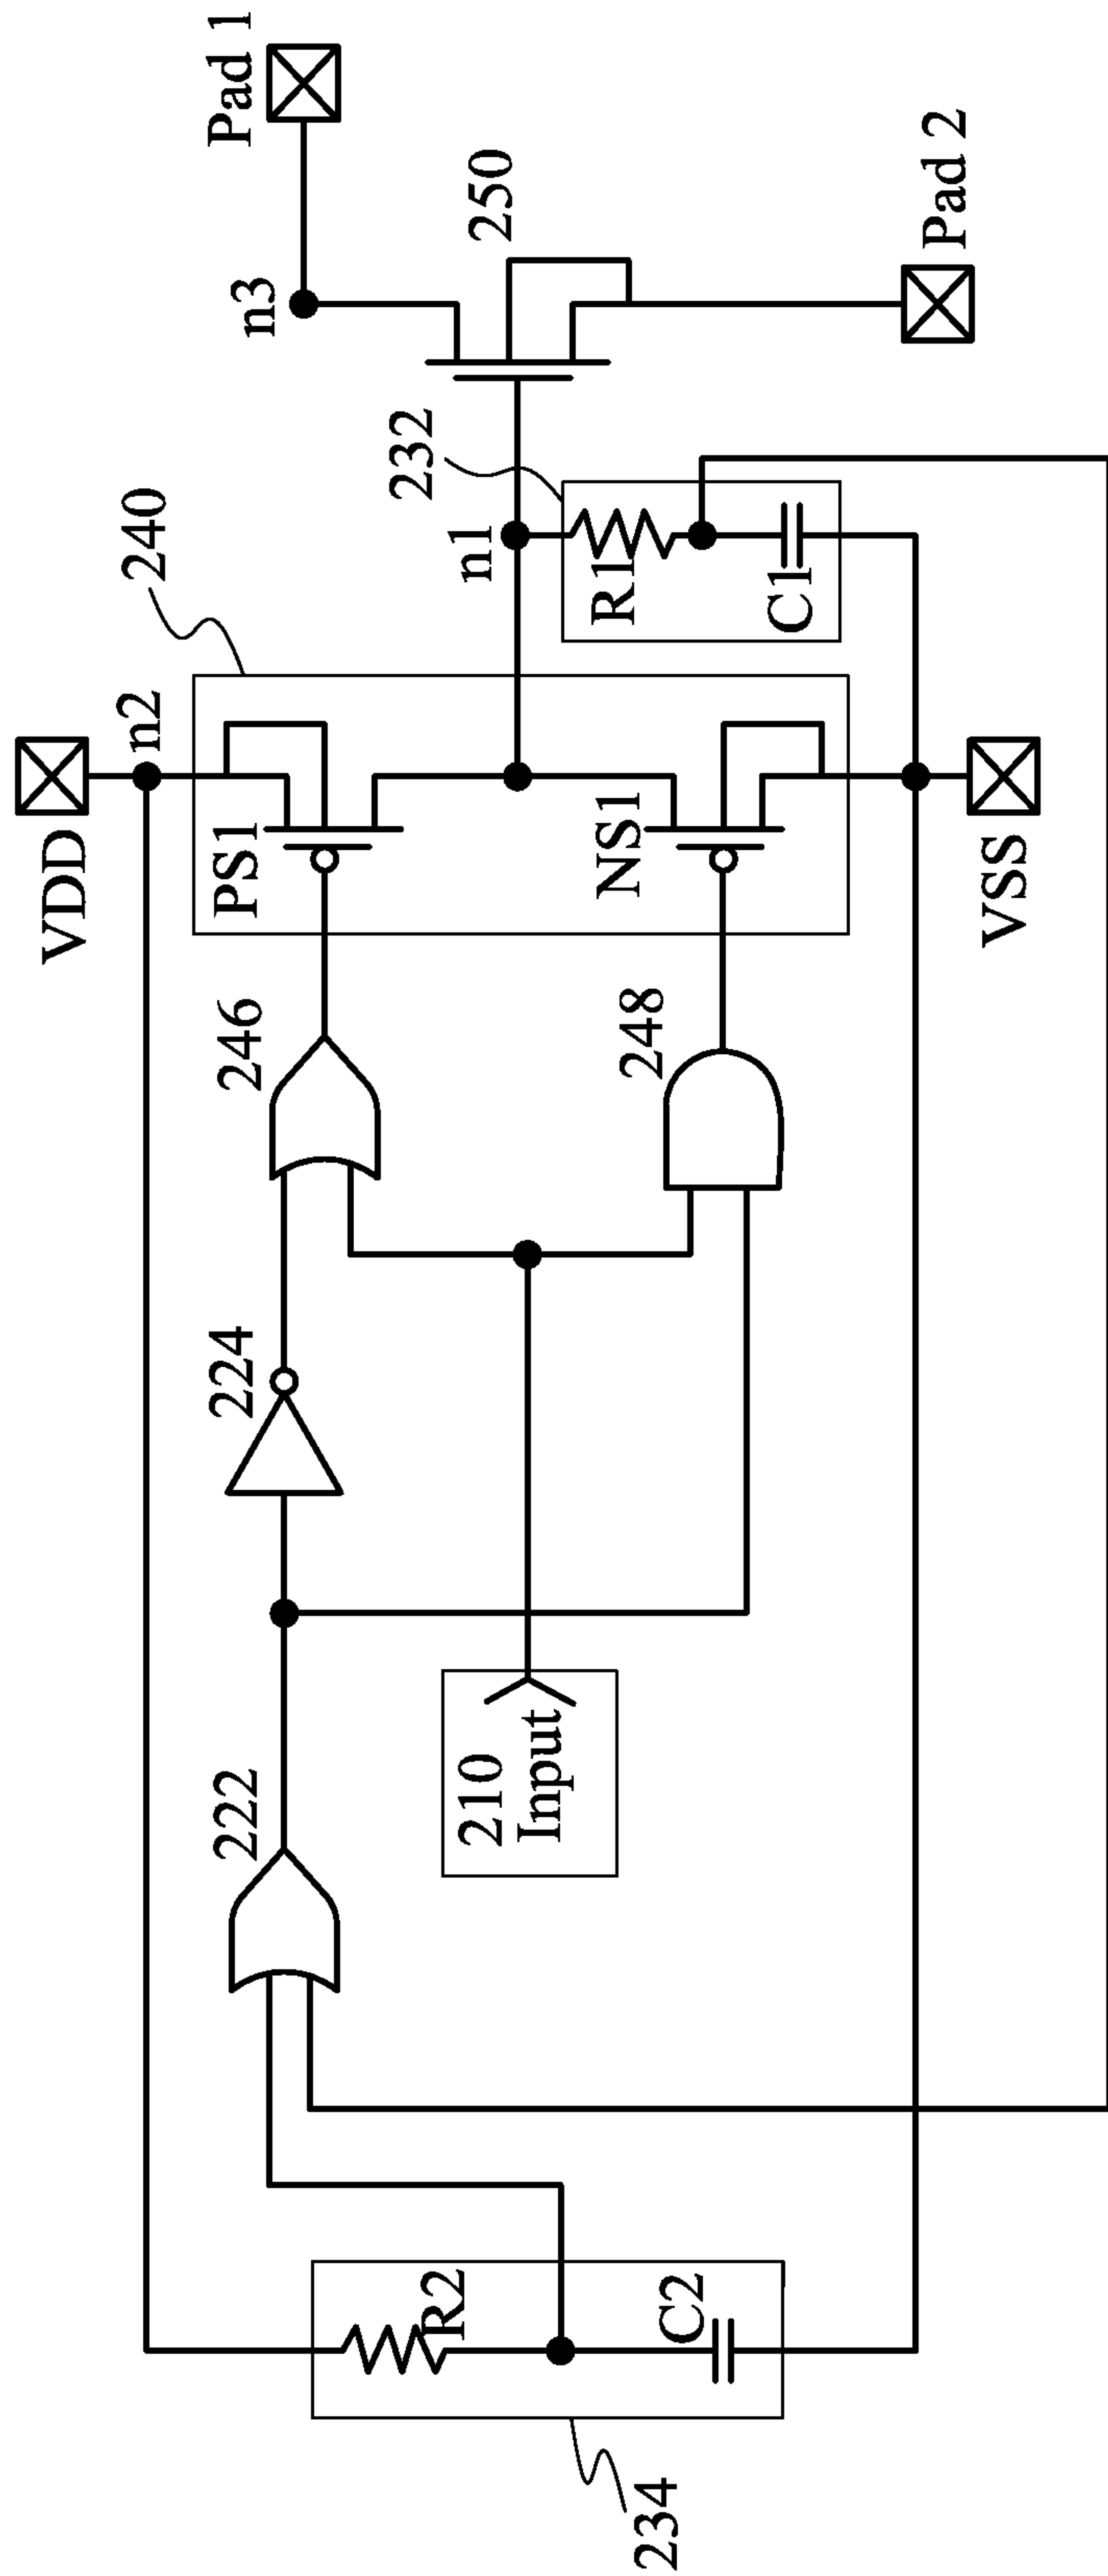 VDD
n2
240
Pad 1
n3
PS1
246
224
222
n1
232
250
210
Input
R2
234
C2
248
NS1
R1
C1
VSS
Pad 2